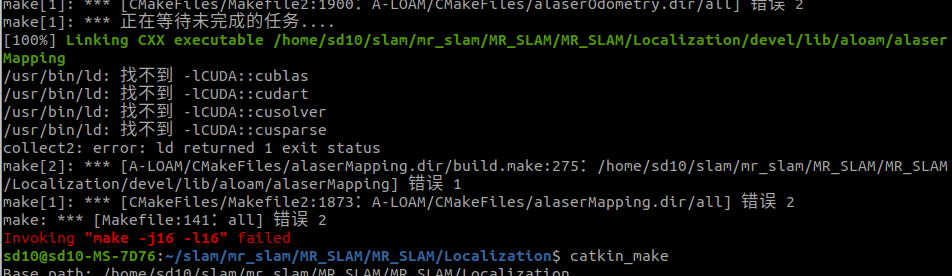 make[1]: *** [CMakeFiles/Makefile2:1900：A-LOAM/CMakeFiles/alaserOdometry.dir/all] 错误 2
make[1]: *** 正在等待未完成的任务....
[100%] Linking CXX executable /home/sd10/slam/mr_slam/MR_SLAM/MR_SLAM/Localization/devel/lib/aloam/alaser
Mapping
/usr/bin/ld: 找不到 -lCUDA::cublas
/usr/bin/ld: 找不到 -lCUDA::cudart
/usr/bin/ld: 找不到 -lCUDA::cusolver
/usr/bin/ld: 找不到 -lCUDA::cusparse
collect2: error: ld returned 1 exit status
make[2]: *** [A-LOAM/CMakeFiles/alaserMapping.dir/build.make:275：/home/sd10/slam/mr_slam/MR_SLAM/MR_SLAM
/Localization/devel/lib/aloam/alaserMapping] 错误 1
make[1]: *** [CMakeFiles/Makefile2:1873：A-LOAM/CMakeFiles/alaserMapping.dir/all] 错误 2
make: *** [Makefile:141：all] 错误 2
Invoking "make -j16 -l16" failed
sd10@sd10-MS-7D76:~/slam/mr_slam/MR_SLAM/MR_SLAM/Localization$ catkin_make
Base path: /home/sd10/slam/mr_slam/MR_SLAM/MR_SLAM/Localization